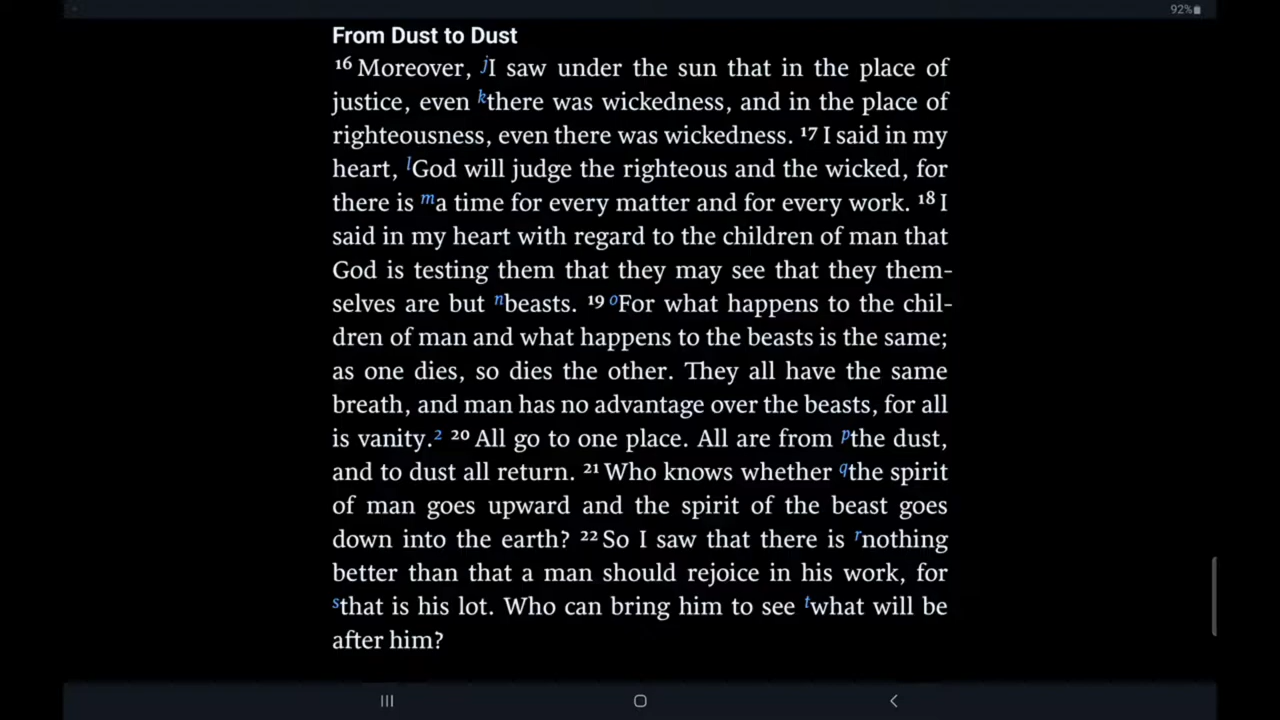 92%
From Dust to Dust
16 Moreover, jI saw under the sun that in the place of
justice, even kthere was wickedness, and in the place of
righteousness, even there was wickedness. 17 I said in my
heart, lGod will judge the righteous and the wicked, for
there is ma time for every matter and for every work. 18 I
said in my heart with regard to the children of man that
God is testing them that they may see that they them-
selves are but nbeasts. 19 oFor what happens to the chil-
dren of man and what happens to the beasts is the same;
as one dies, so dies the other. They all have the same
breath, and man has no advantage over the beasts, for all
is vanity.2 20 All go to one place. All are from pthe dust,
and to dust all return. 21 Who knows whether qthe spirit
of man goes upward and the spirit of the beast goes
down into the earth? 22 So I saw that there is rnothing
better than that a man should rejoice in his work, for
sthat is his lot. Who can bring him to see twhat will be
after him?